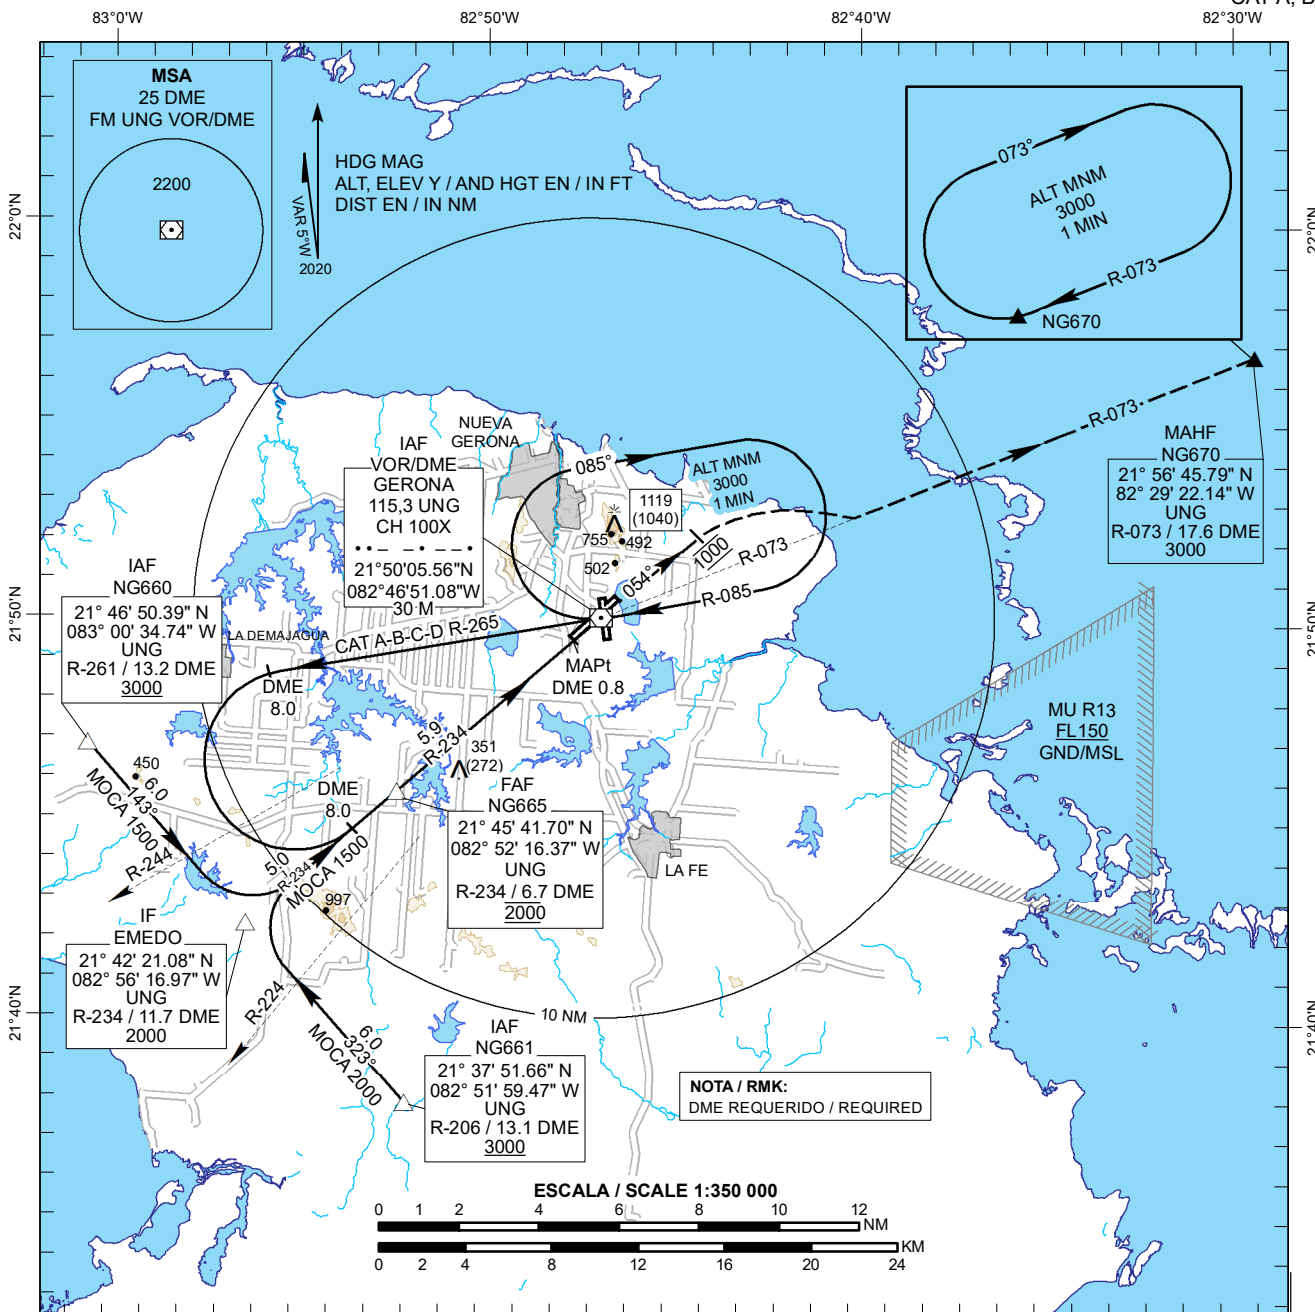 CAT A, B
83°00'W
82°50'W
82°40'W
82°30'W
MSA
25 DME
FM UNG VOR/DME
2200
VAR 5°W
2020
HDG MAG
ALT, ELEV Y / AND HGT EN / IN FT
DIST EN / IN NM
073°
ALT MNM
3000
1 MIN
R-073
NG670
22°0'N
22°0'N
R-073
MAHF
NG670
21° 56' 45.79" N
82° 29' 22.14" W
UNG
R-073 / 17.6 DME
3000
NUEVA
GERONA
IAF
VOR/DME
GERONA
115,3 UNG
CH 100X
21°50'05.56"N
082°46'51.08"W
30 M
085°
ALT MNM
3000
1 MIN
1119
(1040)
755
492
502
054°
1000
R-073
R-085
IAF
NG660
21° 46' 50.39" N
083° 00' 34.74" W
UNG
R-261 / 13.2 DME
3000
LA DEMAJAGUA
CAT A-B-C-D R-265
21°50'N
21°50'N
MAPt
DME 0.8
DME
8.0
5.9
R-234
351
(272)
MU R13
FL150
GND/MSL
450
6.0
143°
MOCA 1500
DME
8.0
FAF
NG665
21° 45' 41.70" N
082° 52' 16.37" W
UNG
R-234 / 6.7 DME
2000
R-244
5.0
R-234
MOCA 1500
997
LA FE
IF
EMEDO
21° 42' 21.08" N
082° 56' 16.97" W
UNG
R-234 / 11.7 DME
2000
R-224
21°40'N
21°40'N
10 NM
6.0
323°
MOCA 2000
IAF
NG661
21° 37' 51.66" N
082° 51' 59.47" W
UNG
R-206 / 13.1 DME
3000
NOTA / RMK:
DME REQUERIDO / REQUIRED
ESCALA / SCALE 1:350 000
0 1 2 4 6 8 10 12
NM
KM
0 2 4 8 12 16 20 24